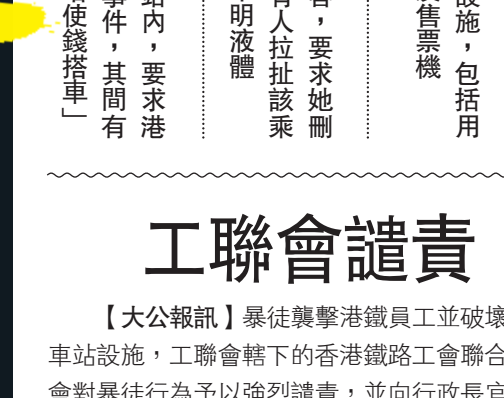 設施，包括用
售票機
客，要求她刪
有人拉扯該乘
明液體
站內，要求港
事件，其間有
使錢搭車」
工聯會譴責
【大公報訊】暴徒襲擊港鐵員工並破壞
車站設施，工聯會轄下的香港鐵路工會聯合
會對暴徒行為予以強烈譴責，並向行政長官